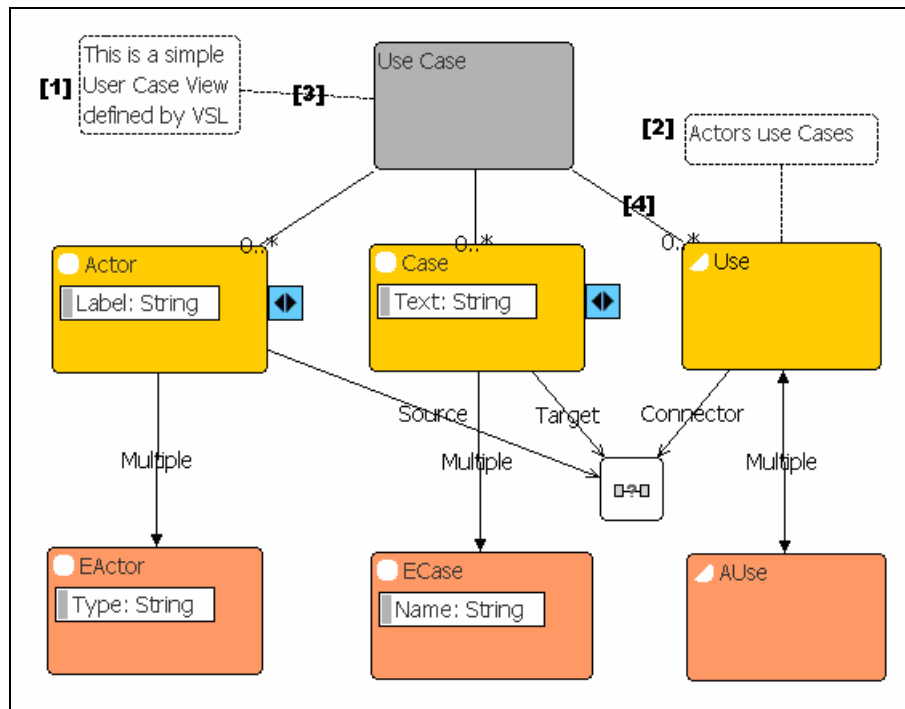 This is a simple
User Case View
defined by VSL
[1]
[3]
Use Case
[2]
Actors use Cases
[4]
0..*
0..*
0..*
Actor
Label: String
Case
Text: String
Use
Source
Target
Connector
Multiple
Multiple
Multiple
?
EActor
Type: String
ECase
Name: String
AUse